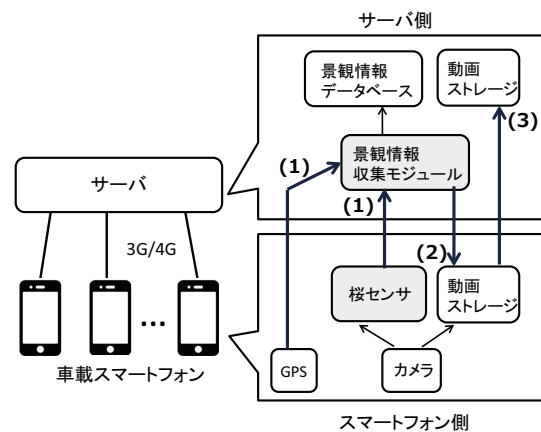 サーバ側
景観情報
データベース
動画
ストレージ
(3)
(1)
景観情報
収集モジュール
サーバ
(1)
3G/4G
(2)
桜センサ
動画
ストレージ
...
GPS
カメラ
車載スマートフォン
スマートフォン側